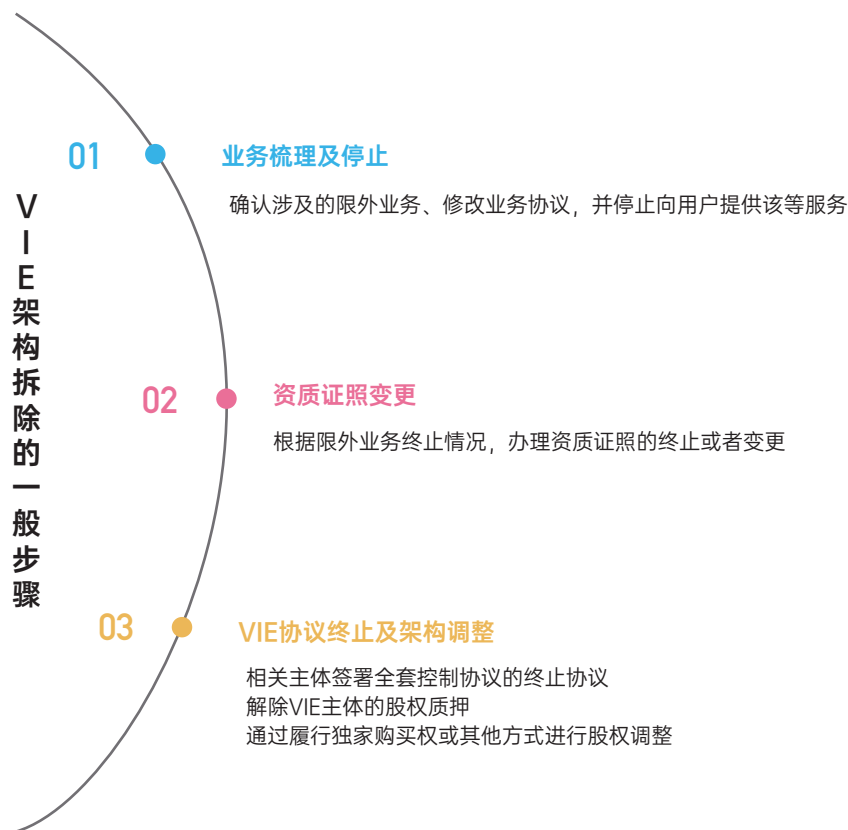 VIE架构拆除的一般步骤
01
业务梳理及停止
确认涉及的限外业务、修改业务协议，并停止向用户提供该等服务
02
资质证照变更
根据限外业务终止情况，办理资质证照的终止或者变更
03
VIE协议终止及架构调整
相关主体签署全套控制协议的终止协议
解除VIE主体的股权质押
通过履行独家购买权或其他方式进行股权调整